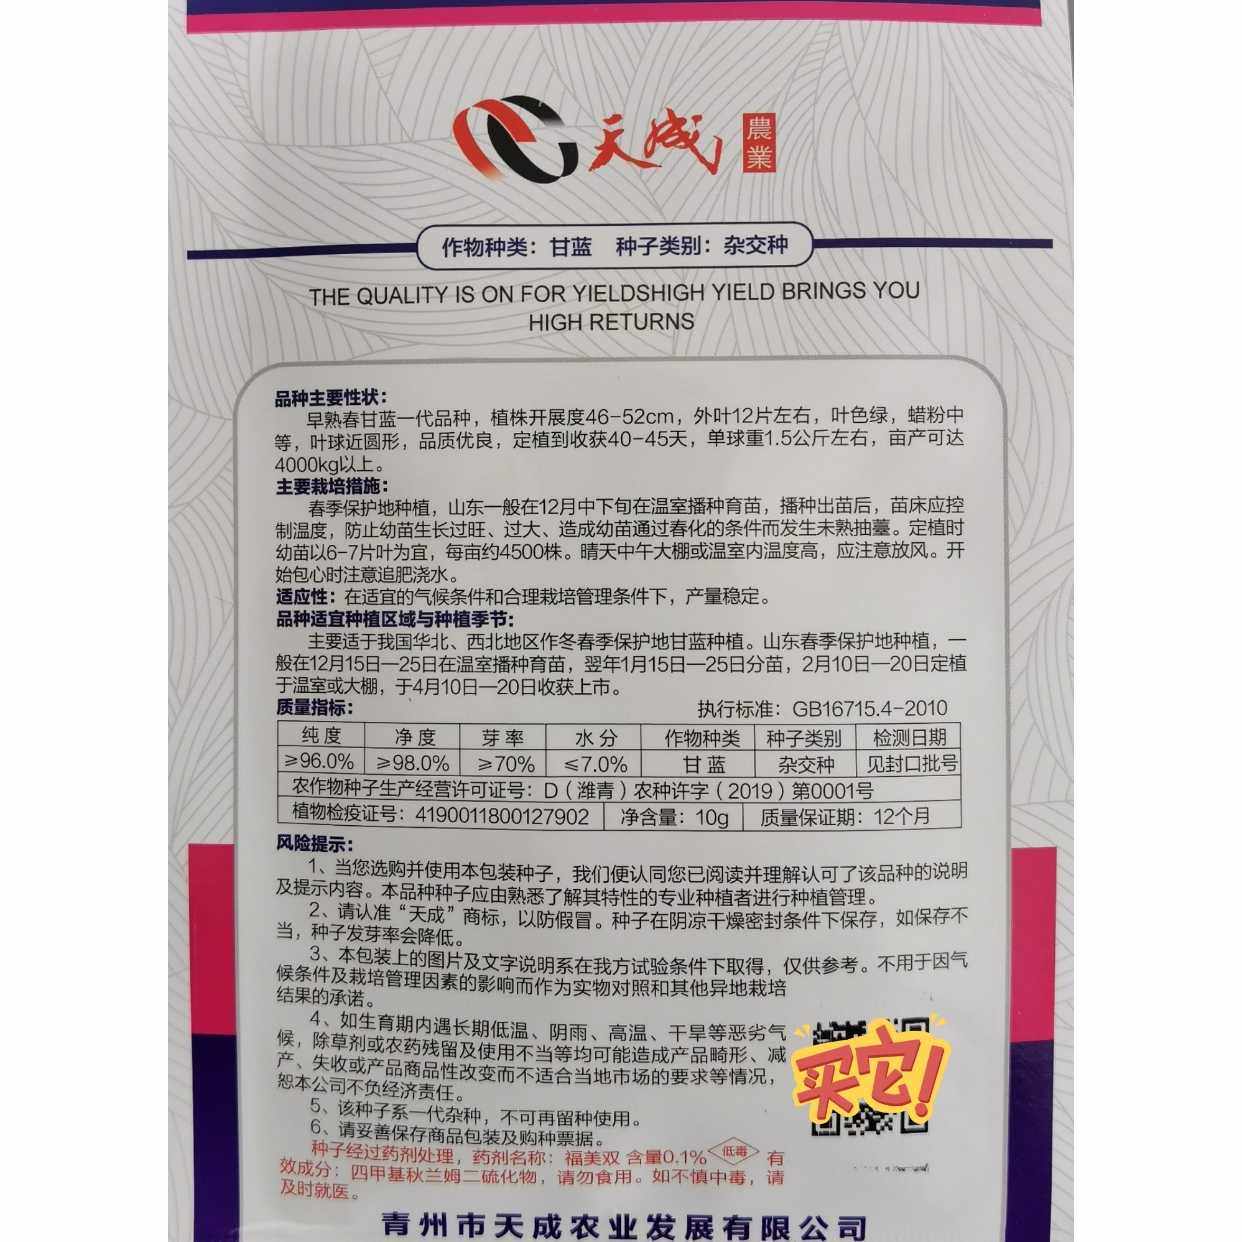 天成 農業
作物种类：甘蓝 种子类别：杂交种
THE QUALITY IS ON FOR YIELDSHIGH YIELD BRINGS YOU
HIGH RETURNS
品种主要性状：
早熟春甘蓝一代品种，植株开展度46-52cm，外叶12片左右，叶色绿，蜡粉中
等，叶球近圆形，品质优良，定植到收获40-45天，单球重1.5公斤左右，亩产可达
4000kg以上。
主要栽培措施：
春季保护地种植，山东一般在12月中下旬在温室播种育苗，播种出苗后，苗床应控
制温度，防止幼苗生长过旺、过大、造成幼苗通过春化的条件而发生未熟抽薹。定植时
幼苗以6-7片叶为宜，每亩约4500株。晴天中午大棚或温室内温度高，应注意放风。开
始包心时注意追肥浇水。
适应性：在适宜的气候条件和合理栽培管理条件下，产量稳定。
品种适宜种植区域与种植季节：
主要适于我国华北、西北地区作冬春季保护地甘蓝种植。山东春季保护地种植，一
般在12月15日—25日在温室播种育苗，翌年1月15日—25日分苗，2月10日—20日定植
于温室或大棚，于4月10日—20日收获上市。
质量指标： 执行标准：GB16715.4-2010
纯度 净度 芽率 水分 作物种类 种子类别 检测日期
≥96.0% ≥98.0% ≥70% ≤7.0% 甘蓝 杂交种 见封口批号
农作物种子生产经营许可证号：D（潍青）农种许字（2019）第0001号
植物检疫证号：4190011800127902 净含量：10g 质量保证期：12个月
风险提示：
1、当您选购并使用本包装种子，我们便认同您已阅读并理解认可了该品种的说明
及提示内容。本品种种子应由熟悉了解其特性的专业种植者进行种植管理。
2、请认准“天成”商标，以防假冒。种子在阴凉干燥密封条件下保存，如保存不
当，种子发芽率会降低。
3、本包装上的图片及文字说明系在我方试验条件下取得，仅供参考。不用于因气
候条件及栽培管理因素的影响而作为实物对照和其他异地栽培
结果的承诺。
4、如生育期内遇长期低温、阴雨、高温、干旱等恶劣气
候，除草剂或农药残留及使用不当等均可能造成产品畸形、减
产、失收或产品商品性改变而不适合当地市场的要求等情况，
恕本公司不负经济责任。
5、该种子系一代杂种，不可再留种使用。
6、请妥善保存商品包装及购种票据。
买它!
种子经过药剂处理，药剂名称：福美双 含量0.1% 低毒 有
效成分：四甲基秋兰姆二硫化物，请勿食用。如不慎中毒，请
及时就医。
青州市天成农业发展有限公司